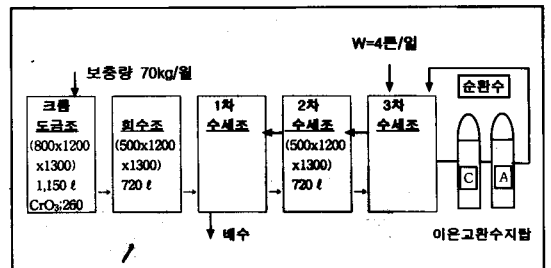 W=4톤/일
보충량 70kg/월
크롬
도금조
(800x1200
x1300)
1,150 ℓ
CrO₃:260
회수조
(500x1200
x1300)
720 ℓ
1차
수세조
2차
수세조
(500x1200
x1300)
720 ℓ
3차
수세조
순환수
C
A
배수
이온교환수지탑